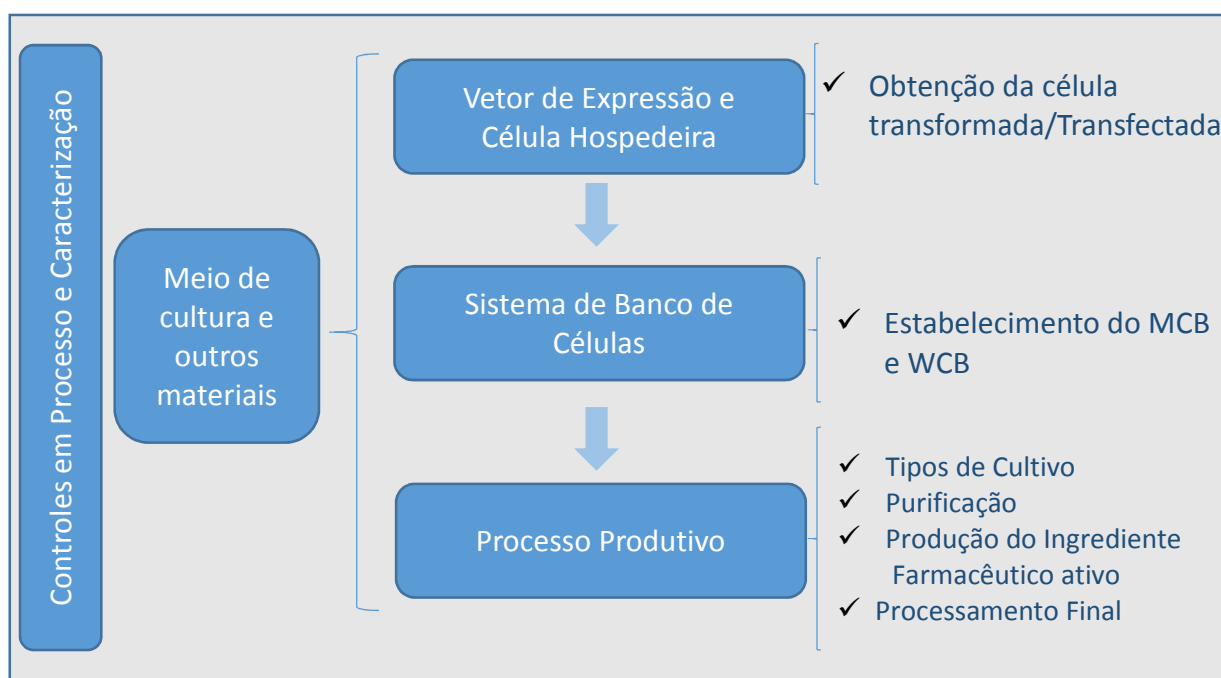 Controles em Processo e Caracterização
Meio de
cultura e
outros
materiais
Vetor de Expressão e
Célula Hospedeira
✓ Obtenção da célula
transformada/Transfectada
Sistema de Banco de
Células
✓ Estabelecimento do MCB
e WCB
Processo Produtivo
✓ Tipos de Cultivo
✓ Purificação
✓ Produção do Ingrediente
Farmacêutico ativo
✓ Processamento Final